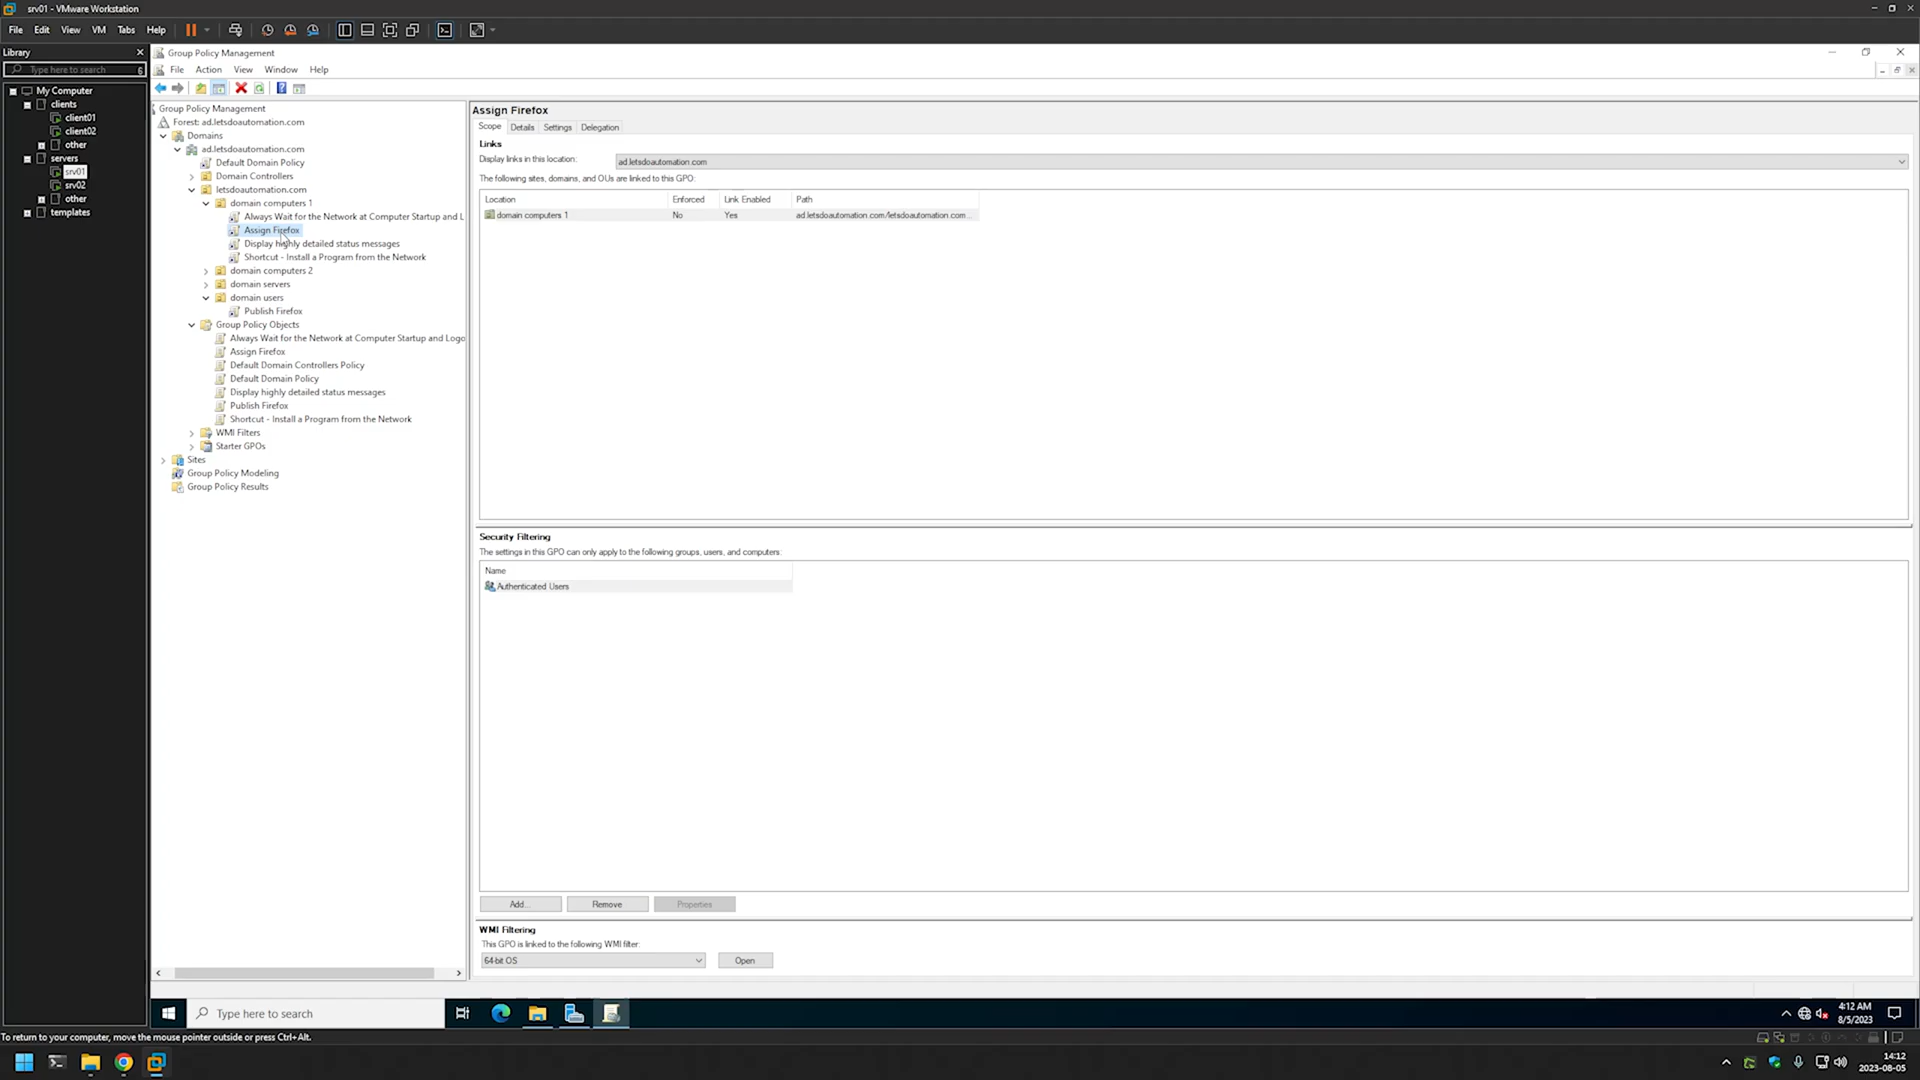 srv01 - VMware Workstation
File Edit View VM Tabs Help
Library
Type here to search
My Computer
clients
client01
client02
other
servers
srv01
srv02
other
templates
Group Policy Management
File Action View Window Help
Group Policy Management
Forest: ad.letsdoautomation.com
Domains
ad.letsdoautomation.com
Default Domain Policy
Domain Controllers
letsdoautomation.com
domain computers 1
Always Wait for the Network at Computer Startup and L
Assign Firefox
Display highly detailed status messages
Shortcut - Install a Program from the Network
domain computers 2
domain servers
domain users
Publish Firefox
Group Policy Objects
Always Wait for the Network at Computer Startup and Logo
Assign Firefox
Default Domain Controllers Policy
Default Domain Policy
Display highly detailed status messages
Publish Firefox
Shortcut - Install a Program from the Network
WMI Filters
Starter GPOs
Sites
Group Policy Modeling
Group Policy Results
Assign Firefox
Scope Details Settings Delegation
Links
Display links in this location: ad.letsdoautomation.com
The following sites, domains, and OUs are linked to this GPO:
Location Enforced Link Enabled Path
domain computers 1 No Yes ad.letsdoautomation.com/letsdoautomation.com...
Security Filtering
The settings in this GPO can only apply to the following groups, users, and computers:
Name
Authenticated Users
Add... Remove Properties
WMI Filtering
This GPO is linked to the following WMI filter:
64-bit OS Open
Type here to search
4:12 AM
8/5/2023
To return to your computer, move the mouse pointer outside or press Ctrl+Alt.
14:12
2023-08-05